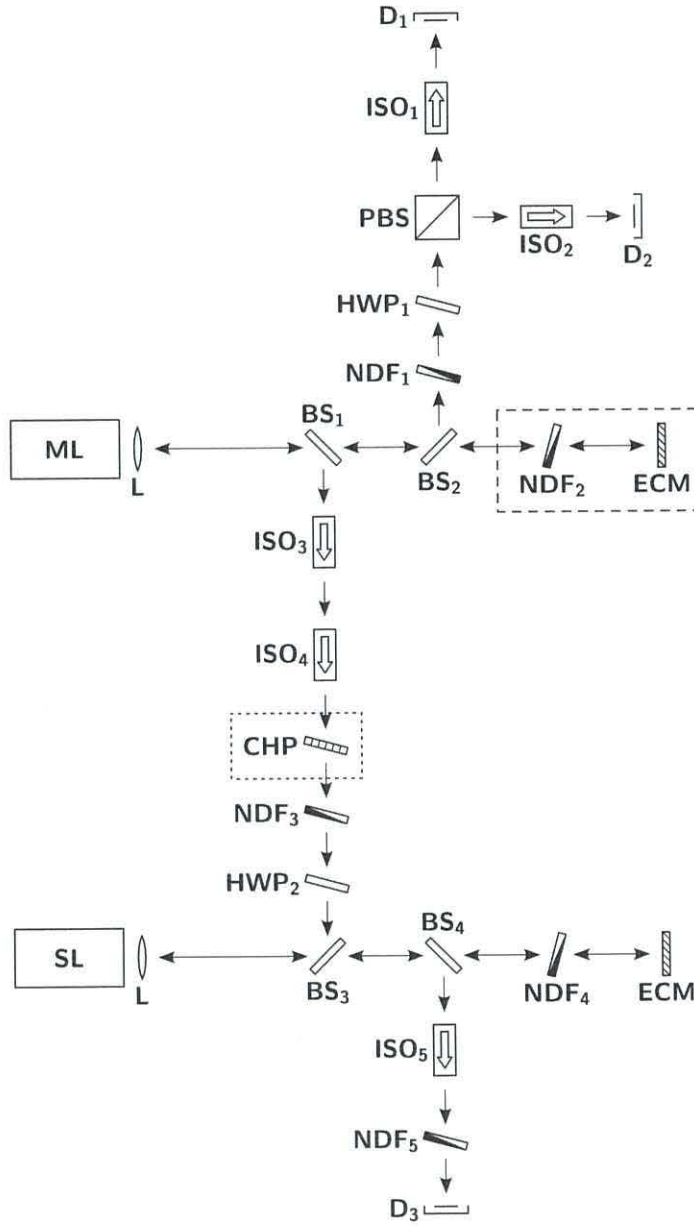 D₁
ISO₁
PBS
ISO₂
D₂
HWP₁
NDF₁
BS₁
ML
L
BS₂
NDF₂
ECM
ISO₃
ISO₄
CHP
NDF₃
HWP₂
BS₄
SL
L
BS₃
NDF₄
ECM
ISO₅
NDF₅
D₃